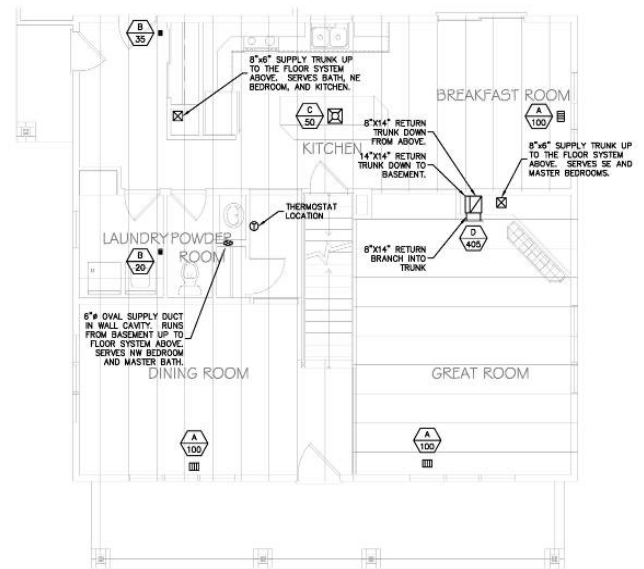 B
35
8"x6" SUPPLY TRUNK UP
TO THE FLOOR SYSTEM
ABOVE. SERVES BATH, NE
BEDROOM, AND KITCHEN.
C
50
8"X14" RETURN
TRUNK DOWN
FROM ABOVE.
BREAKFAST ROOM
A
100
KITCHEN
14"X14" RETURN
TRUNK DOWN TO
BASEMENT.
8"x6" SUPPLY TRUNK UP
TO THE FLOOR SYSTEM
ABOVE. SERVES SE AND
MASTER BEDROOMS.
THERMOSTAT
LOCATION
T
LAUNDRY
POWDER
ROOM
B
20
D
405
8"X14" RETURN
BRANCH INTO
TRUNK
6"ø OVAL SUPPLY DUCT
IN WALL CAVITY. RUNS
FROM BASEMENT UP TO
FLOOR SYSTEM ABOVE.
SERVES NW BEDROOM
AND MASTER BATH.
DINING ROOM
GREAT ROOM
A
100
A
100